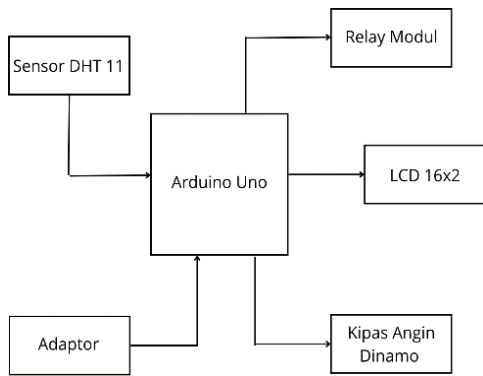 Relay Modul
Sensor DHT 11
Arduino Uno
LCD 16x2
Adaptor
Kipas Angin
Dinamo